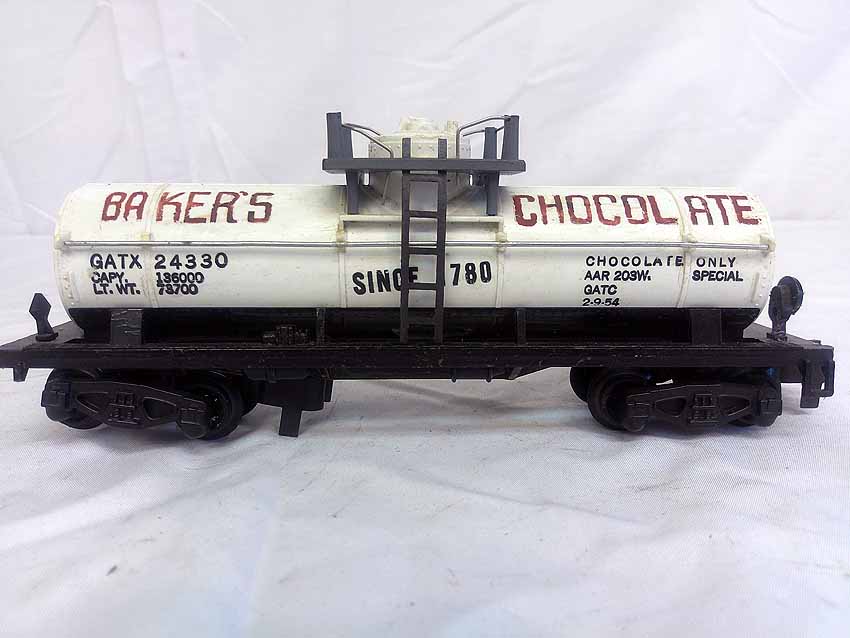 BAKER'S CHOCOLATE
GATX 24330
CAPY. 136000
LT. WT. 73700
SINCE 1780
CHOCOLATE ONLY
AAR 203W. SPECIAL
GATC
2-9-54